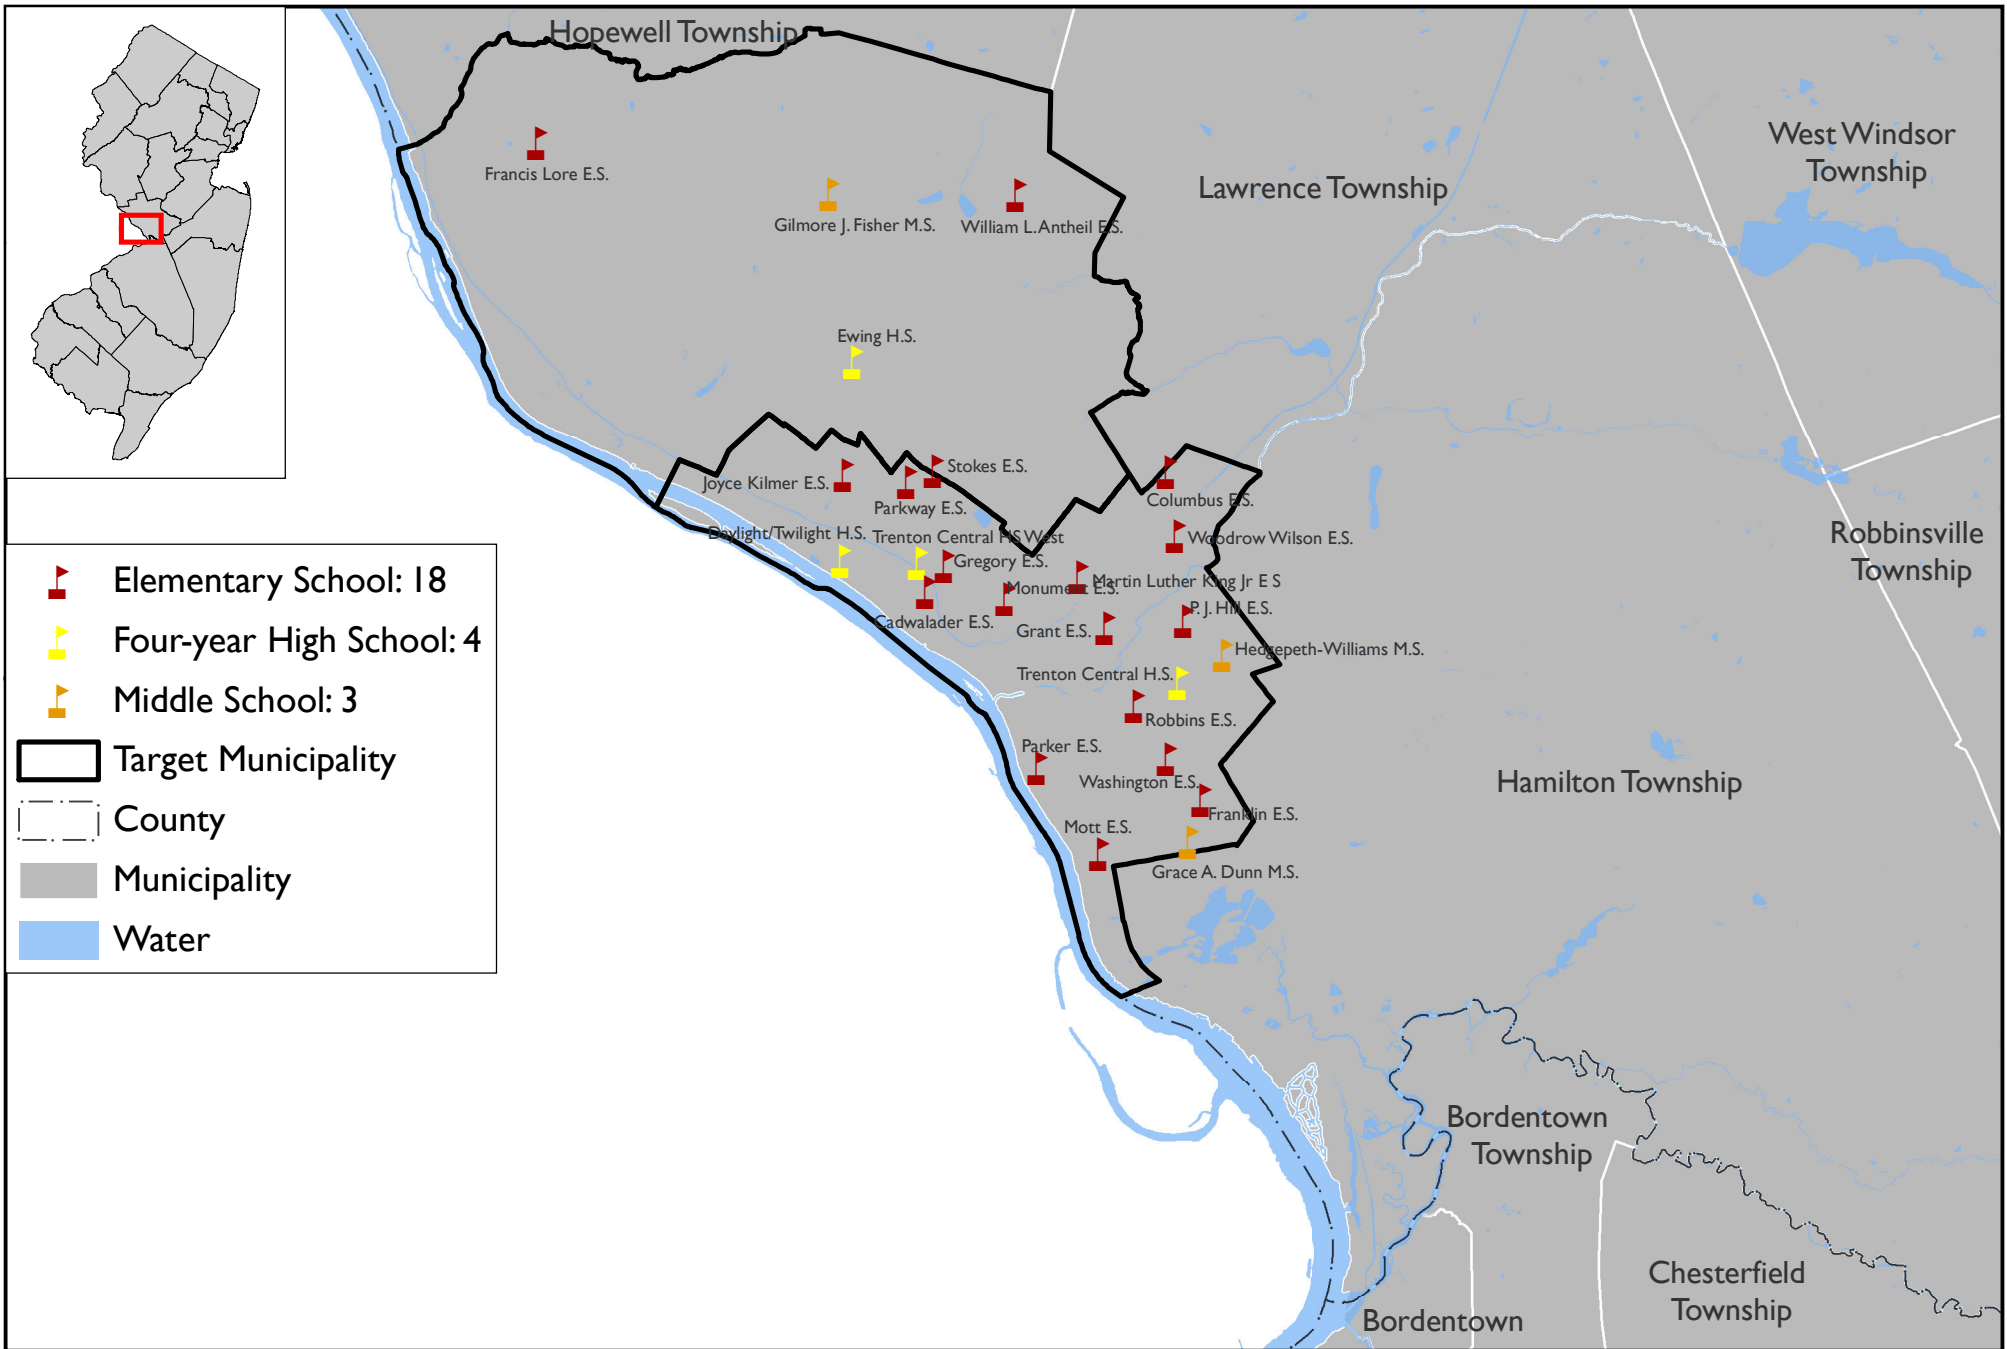 Hopewell Township
West Windsor
Township
Lawrence Township
Francis Lore E.S.
Gilmore J. Fisher M.S.
William L. Antheil E.S.
Ewing H.S.
Stokes E.S.
Joyce Kilmer E.S.
Parkway E.S.
Columbus E.S.
Daylight/Twilight H.S.
Trenton Central HS West
Woodrow Wilson E.S.
Gregory E.S.
Martin Luther King Jr E S
Monument E.S.
P. J. Hill E.S.
Cadwalader E.S.
Grant E.S.
Hedgepeth-Williams M.S.
Trenton Central H.S.
Robbins E.S.
Parker E.S.
Washington E.S.
Franklin E.S.
Mott E.S.
Grace A. Dunn M.S.
Robbinsville
Township
Hamilton Township
Bordentown
Township
Chesterfield
Township
Bordentown
Elementary School: 18
Four-year High School: 4
Middle School: 3
Target Municipality
County
Municipality
Water